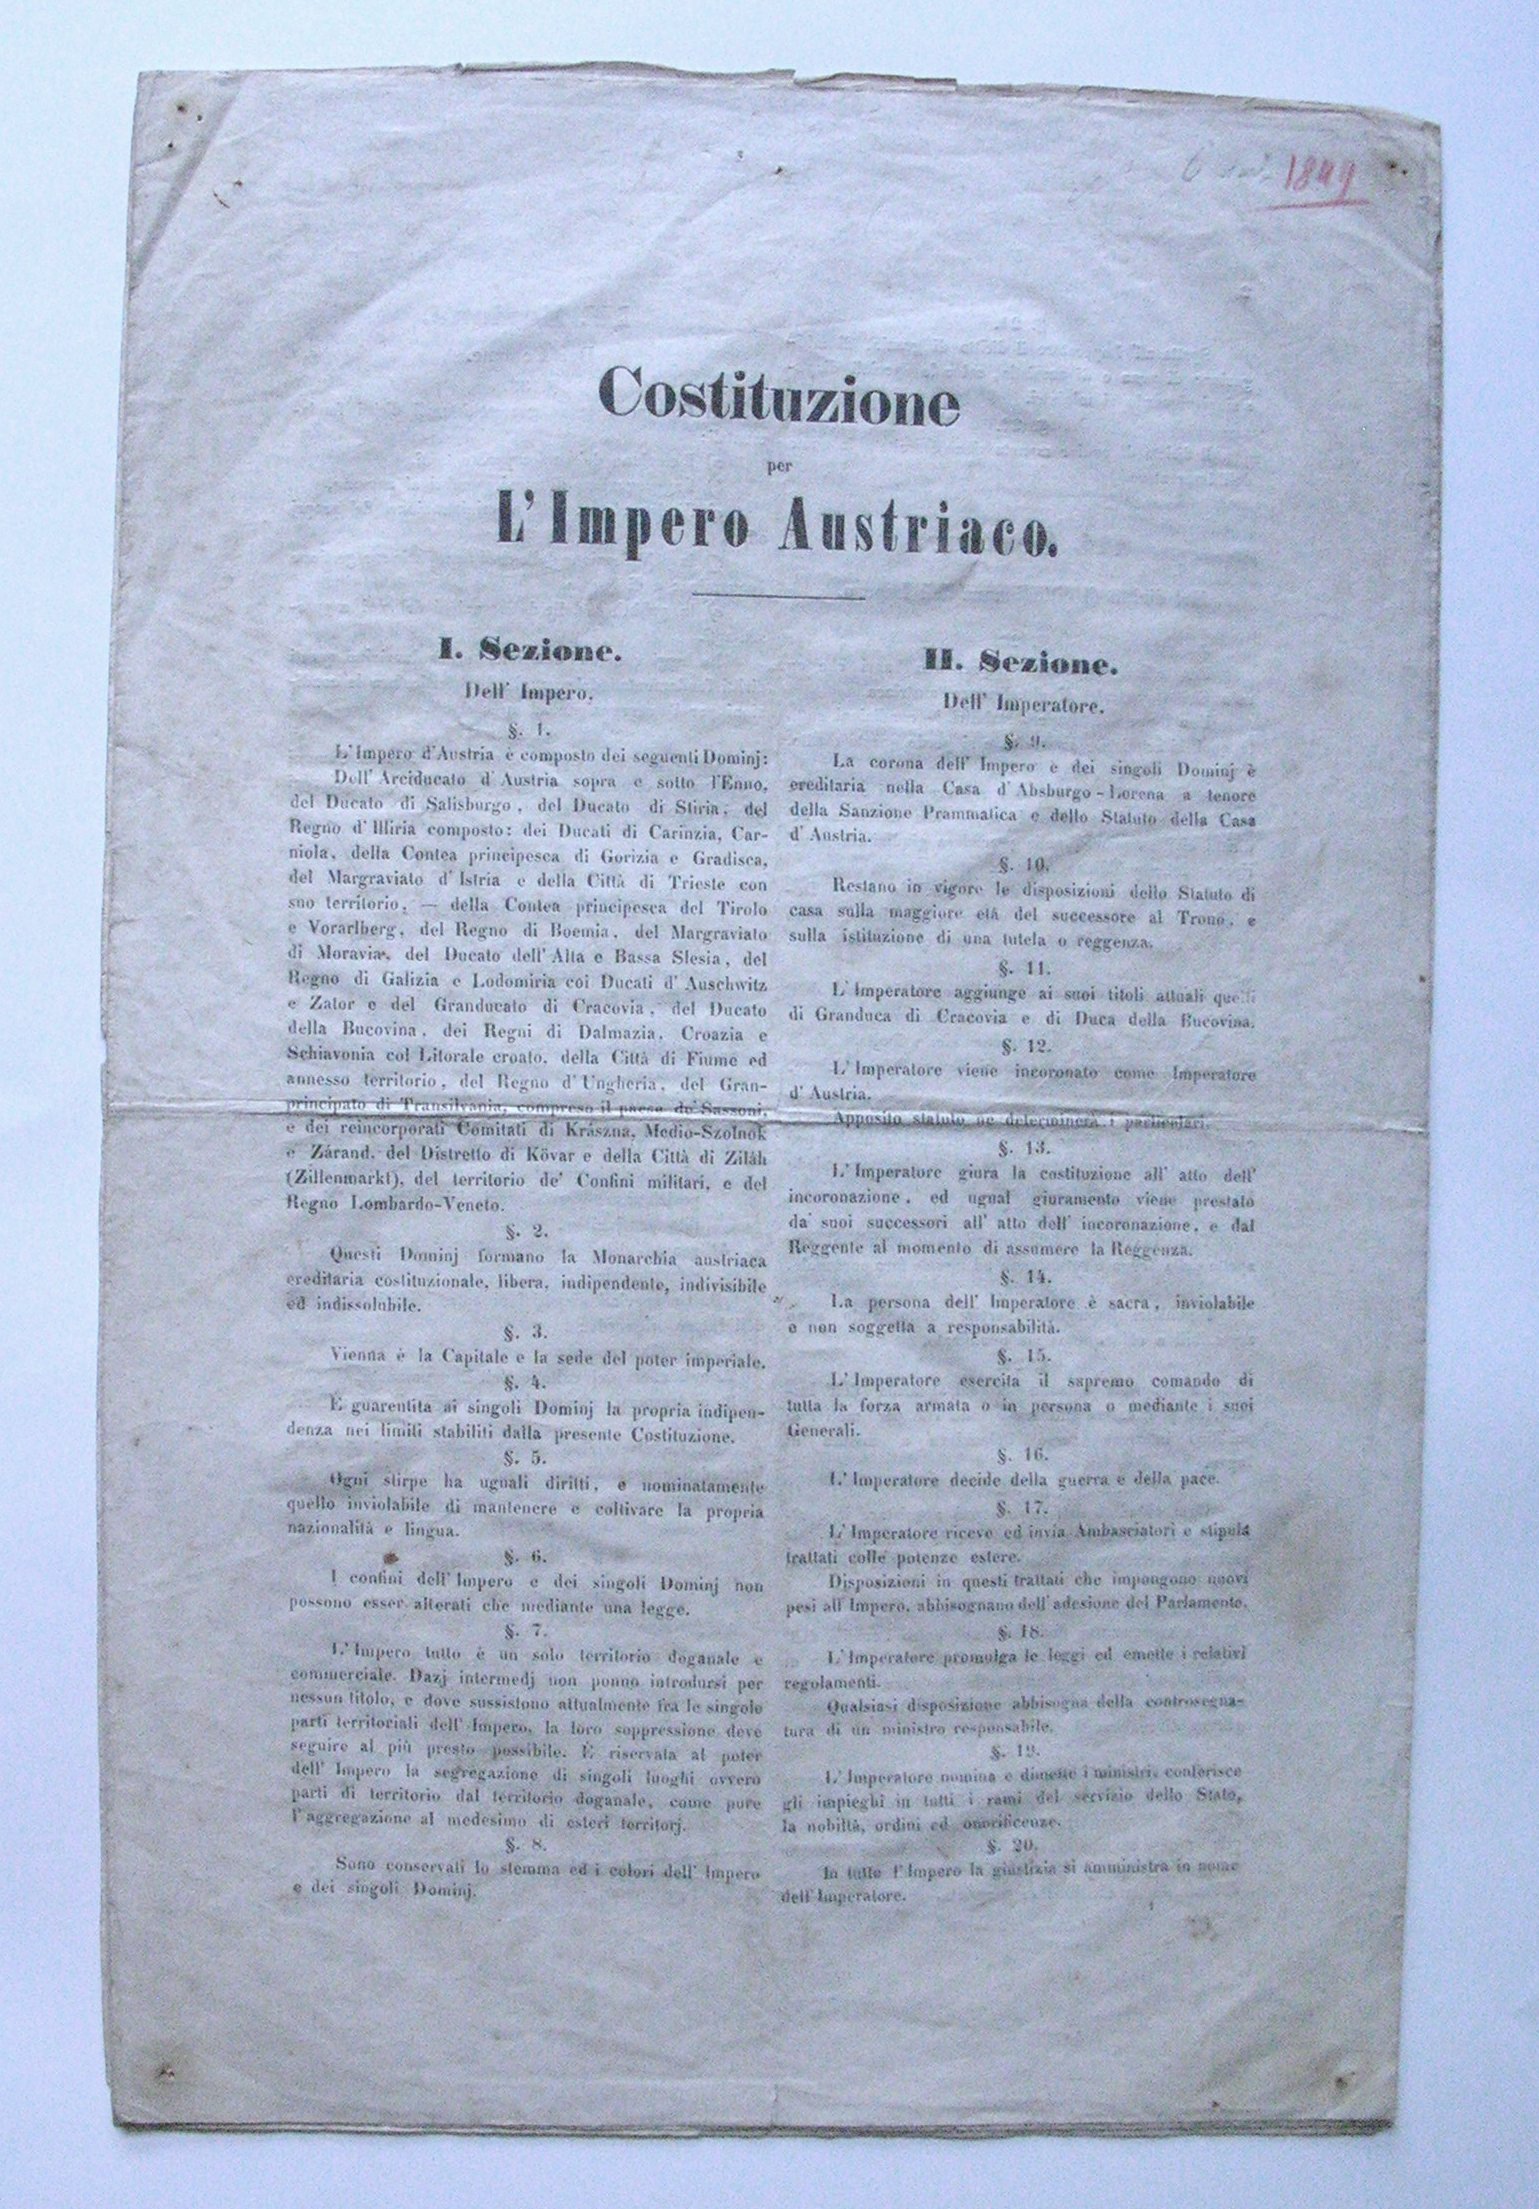 1849
Costituzione
per
L'Impero Austriaco.
I. Sezione.
Dell' Impero.
§. 1.
L'Impero d'Austria è composto dei seguenti Dominj:
Dell' Arciducato d' Austria sopra e sotto l'Enno,
del Ducato di Salisburgo, del Ducato di Stiria, del
Regno d' Illiria composto: dei Ducati di Carinzia, Car-
niola, della Contea principesca di Gorizia e Gradisca,
del Margraviato d' Istria e della Città di Trieste con
suo territorio, — della Contea principesca del Tirolo
e Vorarlberg, del Regno di Boemia, del Margraviato
di Moravia, del Ducato dell' Alta e Bassa Slesia, del
Regno di Galizia e Lodomiria coi Ducati d' Auschwitz
e Zator e del Granducato di Cracovia, del Ducato
della Bucovina, dei Regni di Dalmazia, Croazia e
Schiavonia col Litorale croato, della Città di Fiume ed
annesso territorio, del Regno d' Ungheria, del Gran-
principato di Transilvania, compreso il paese de' Sassoni,
e dei reincorporati Comitati di Krászna, Medio-Szolnok
e Zárand, del Distretto di Kövar e della Città di Ziláh
(Zillenmarkt), del territorio de' Confini militari, e del
Regno Lombardo-Veneto.
§. 2.
Questi Dominj formano la Monarchia austriaca
ereditaria costituzionale, libera, indipendente, indivisibile
ed indissolubile.
§. 3.
Vienna è la Capitale e la sede del poter imperiale.
§. 4.
È guarentita ai singoli Dominj la propria indipen-
denza nei limiti stabiliti dalla presente Costituzione.
§. 5.
Ogni stirpe ha uguali diritti, e nominatamente
quello inviolabile di mantenere e coltivare la propria
nazionalità e lingua.
§. 6.
I confini dell' Impero e dei singoli Dominj non
possono esser alterati che mediante una legge.
§. 7.
L'Impero tutto è un solo territorio doganale e
commerciale. Dazj intermedj non ponno introdursi per
nessun titolo, e dove sussistono attualmente fra le singole
parti territoriali dell' Impero, la loro soppressione deve
seguire al più presto possibile. È riservata al poter
dell' Impero la segregazione di singoli luoghi ovvero
parti di territorio dal territorio doganale, come pure
l'aggregazione al medesimo di esteri territorj.
§. 8.
Sono conservati lo stemma ed i colori dell' Impero
e dei singoli Dominj.
II. Sezione.
Dell' Imperatore.
§. 9.
La corona dell' Impero e dei singoli Dominj è
ereditaria nella Casa d' Absburgo-Lorena a tenore
della Sanzione Prammatica e dello Statuto della Casa
d' Austria.
§. 10.
Restano in vigore le disposizioni dello Statuto di
casa sulla maggiore età del successore al Trono, e
sulla istituzione di una tutela o reggenza.
§. 11.
L' Imperatore aggiunge ai suoi titoli attuali quelli
di Granduca di Cracovia e di Duca della Bucovina.
§. 12.
L' Imperatore viene incoronato come Imperatore
d' Austria.
Apposito statuto ne determinerà i particolari.
§. 13.
L' Imperatore giura la costituzione all' atto dell'
incoronazione, ed ugual giuramento viene prestato
da' suoi successori all' atto dell' incoronazione, e dal
Reggente al momento di assumere la Reggenza.
§. 14.
La persona dell' Imperatore è sacra, inviolabile
e non soggetta a responsabilità.
§. 15.
L' Imperatore esercita il supremo comando di
tutta la forza armata o in persona o mediante i suoi
Generali.
§. 16.
L' Imperatore decide della guerra e della pace.
§. 17.
L' Imperatore riceve ed invia Ambasciatori e stipula
trattati colle potenze estere.
Disposizioni in questi trattati che impongono nuovi
pesi all' Impero, abbisognano dell' adesione del Parlamento.
§. 18.
L' Imperatore promulga le leggi ed emette i relativi
regolamenti.
Qualsiasi disposizione abbisogna della controsegna-
tura di un ministro responsabile.
§. 19.
L' Imperatore nomina e dimette i ministri, conferisce
gli impieghi in tutti i rami del servizio dello Stato,
la nobiltà, ordini ed onorificenze.
§. 20.
In tutto l' Impero la giustizia si amministra in nome
dell' Imperatore.